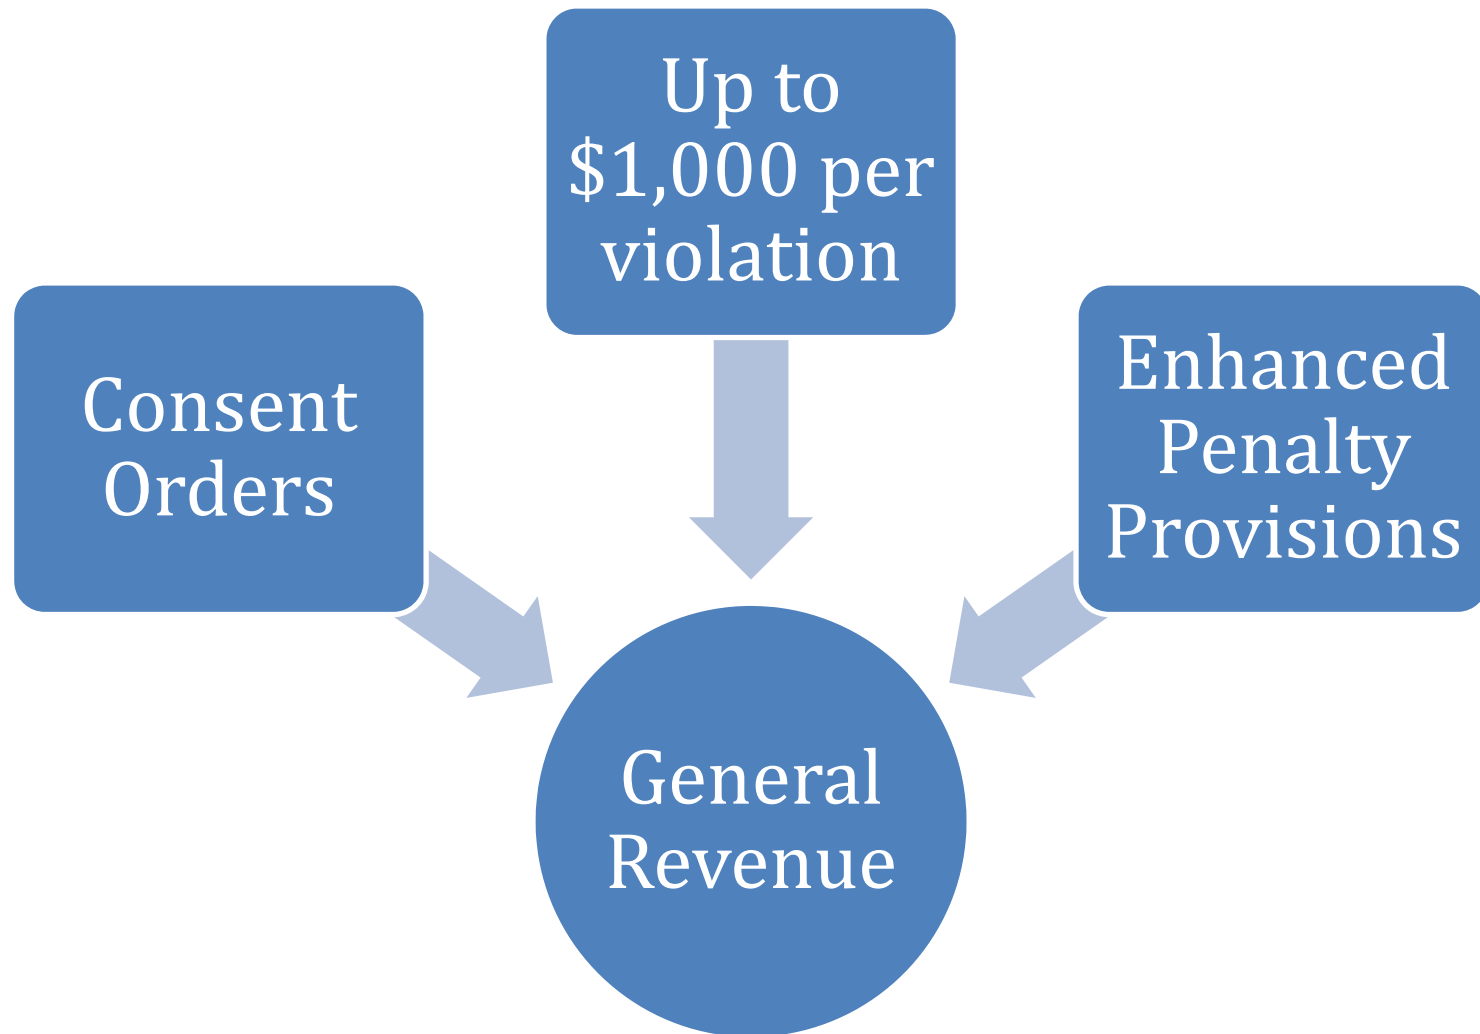 Up to
$1,000 per
violation
Consent
Orders
Enhanced
Penalty
Provisions
General
Revenue